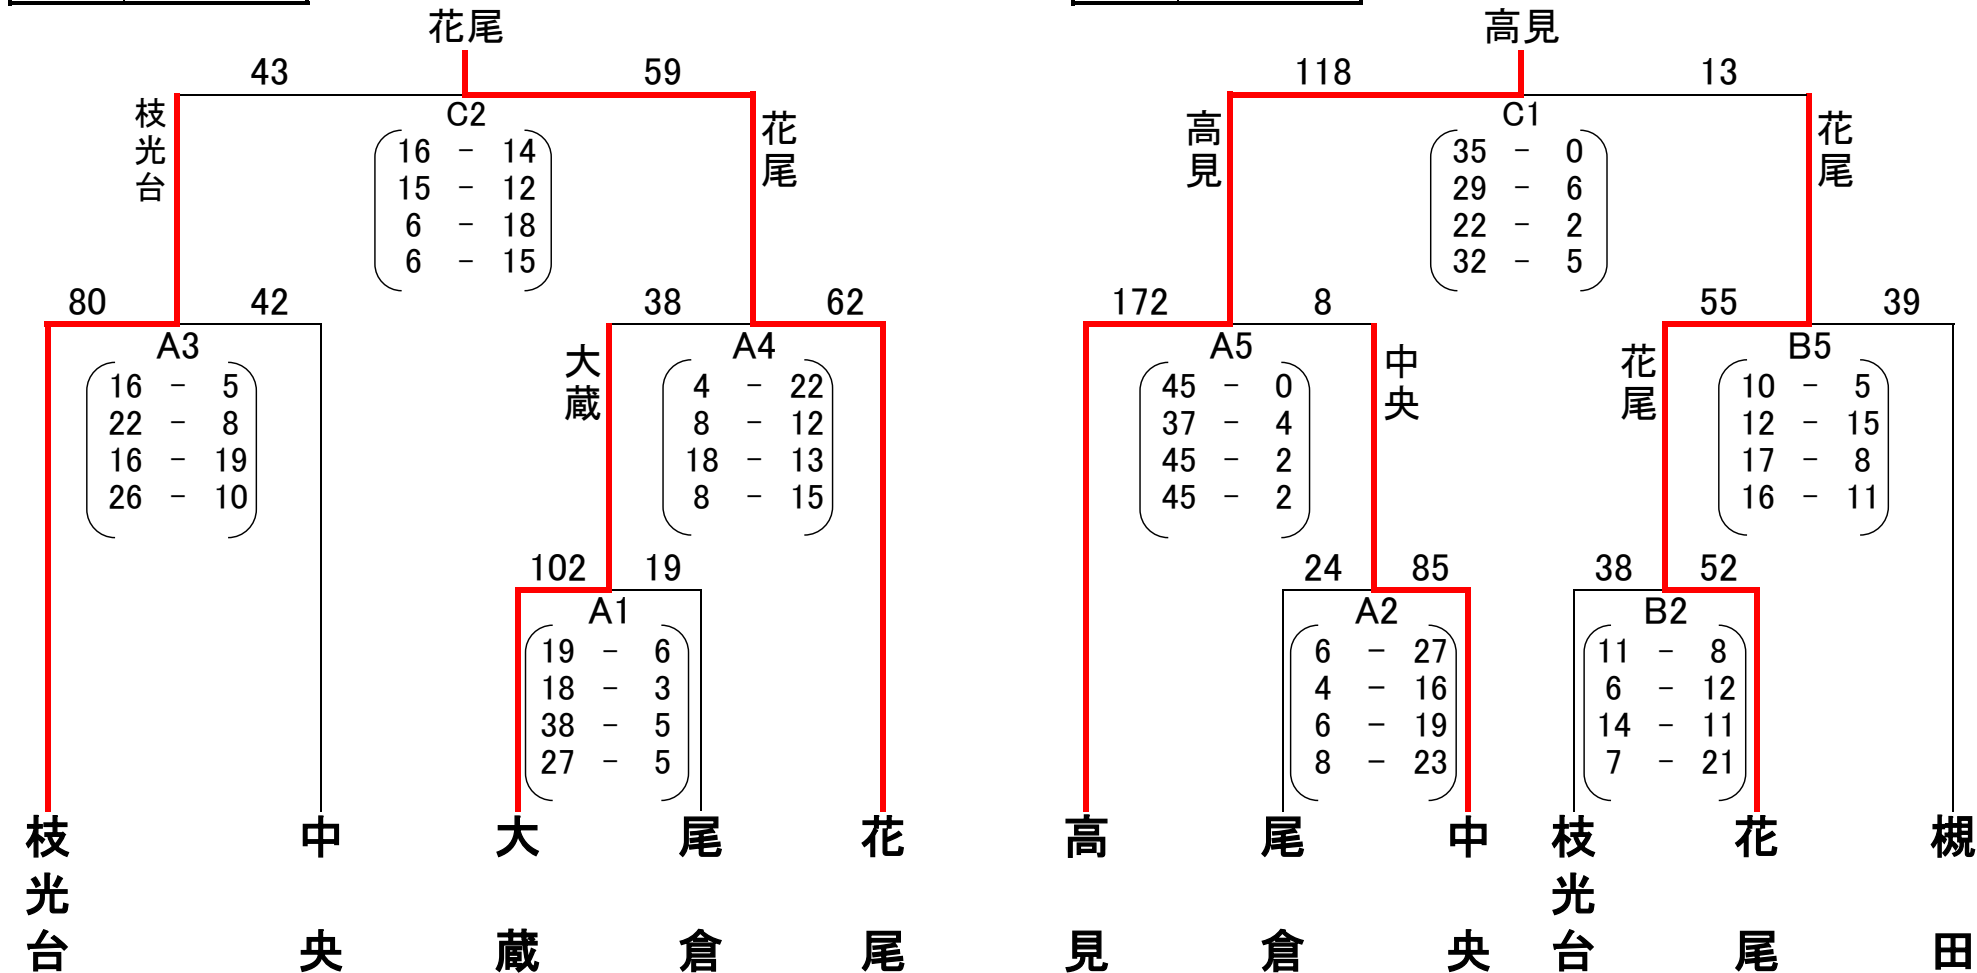 花尾 高見
43 59 118 13
枝光台 花尾 高見 花尾
C2 C1
16 - 14 35 - 0
15 - 12 29 - 6
6 - 18 22 - 2
6 - 15 32 - 5
80 42 38 62 172 8 55 39
A3 A4 A5 B5
大蔵 中央 花尾
16 - 5 4 - 22 45 - 0 10 - 5
22 - 8 8 - 12 37 - 4 12 - 15
16 - 19 18 - 13 45 - 2 17 - 8
26 - 10 8 - 15 45 - 2 16 - 11
102 19 24 85 38 52
A1 A2 B2
19 - 6 6 - 27 11 - 8
18 - 3 4 - 16 6 - 12
38 - 5 6 - 19 14 - 11
27 - 5 8 - 23 7 - 21
枝光台 中央 大蔵 尾倉 花尾 高見 尾倉 中央 枝光台 花尾 槻田